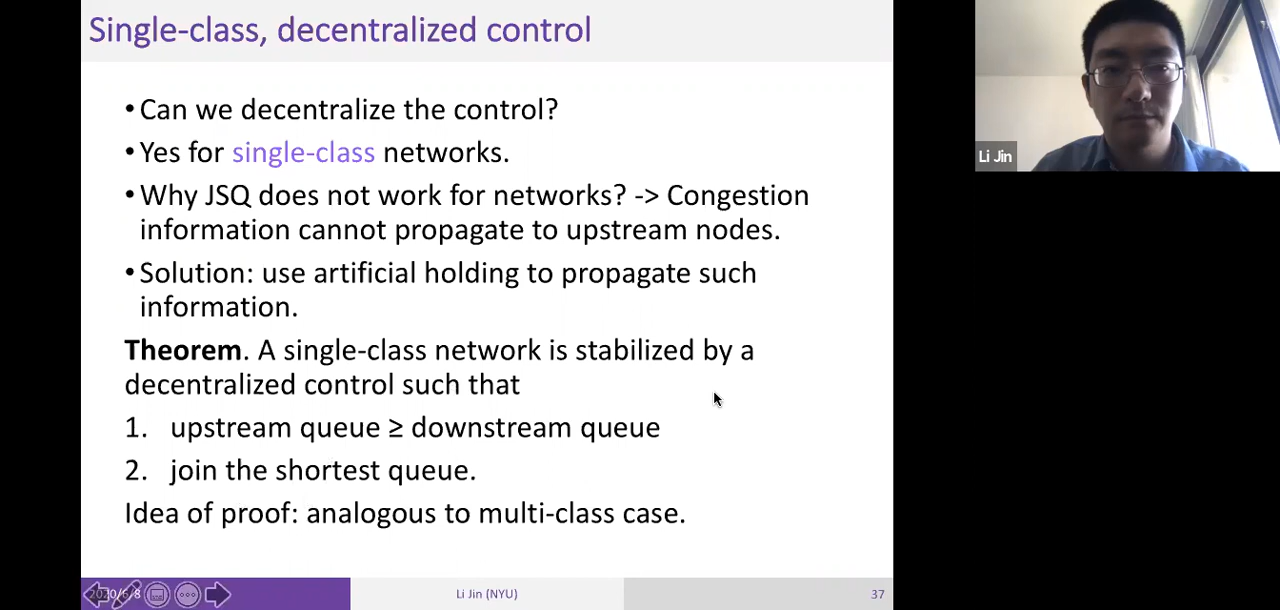 Single-class, decentralized control
• Can we decentralize the control?
• Yes for single-class networks.
• Why JSQ does not work for networks? -> Congestion
information cannot propagate to upstream nodes.
• Solution: use artificial holding to propagate such
information.
Theorem. A single-class network is stabilized by a
decentralized control such that
1. upstream queue ≥ downstream queue
2. join the shortest queue.
Idea of proof: analogous to multi-class case.
2020/6/8
Li Jin (NYU)
37
Li Jin